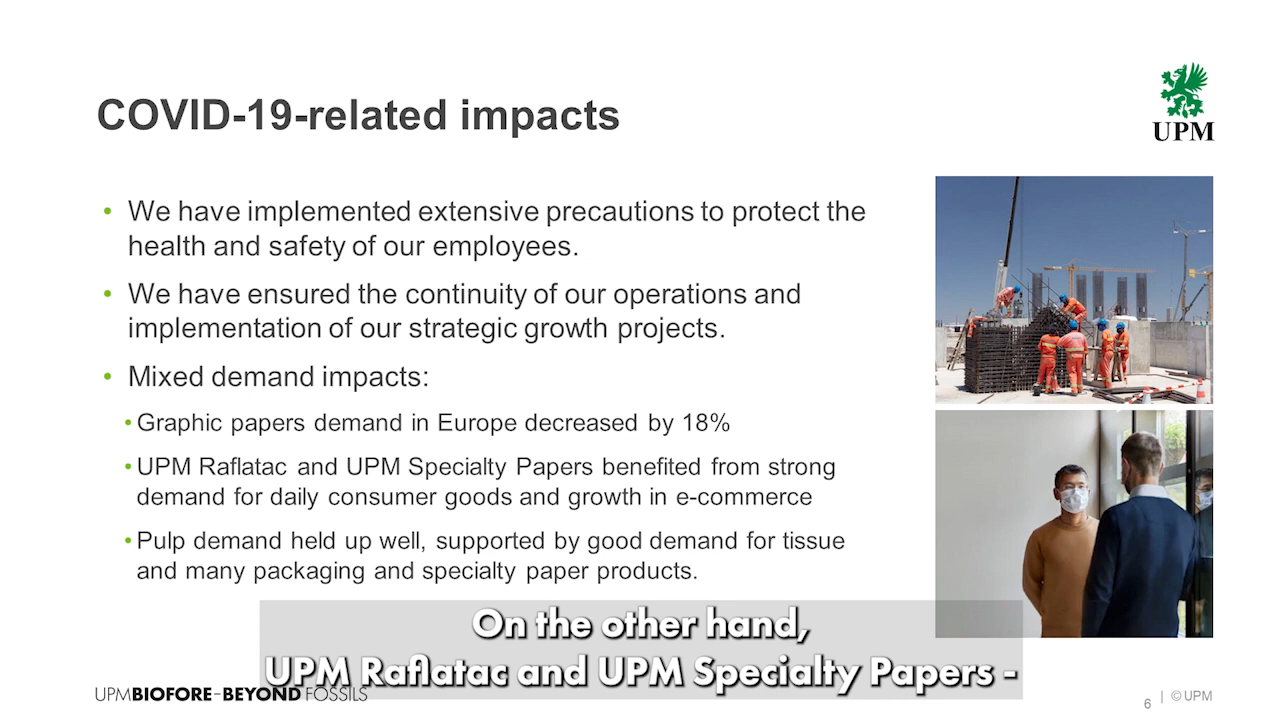 COVID-19-related impacts
UPM
• We have implemented extensive precautions to protect the
health and safety of our employees.
• We have ensured the continuity of our operations and
implementation of our strategic growth projects.
• Mixed demand impacts:
• Graphic papers demand in Europe decreased by 18%
• UPM Raflatac and UPM Specialty Papers benefited from strong
demand for daily consumer goods and growth in e-commerce
• Pulp demand held up well, supported by good demand for tissue
and many packaging and specialty paper products.
On the other hand,
UPM Raflatac and UPM Specialty Papers -
UPM BIOFORE–BEYOND FOSSILS
6 | © UPM